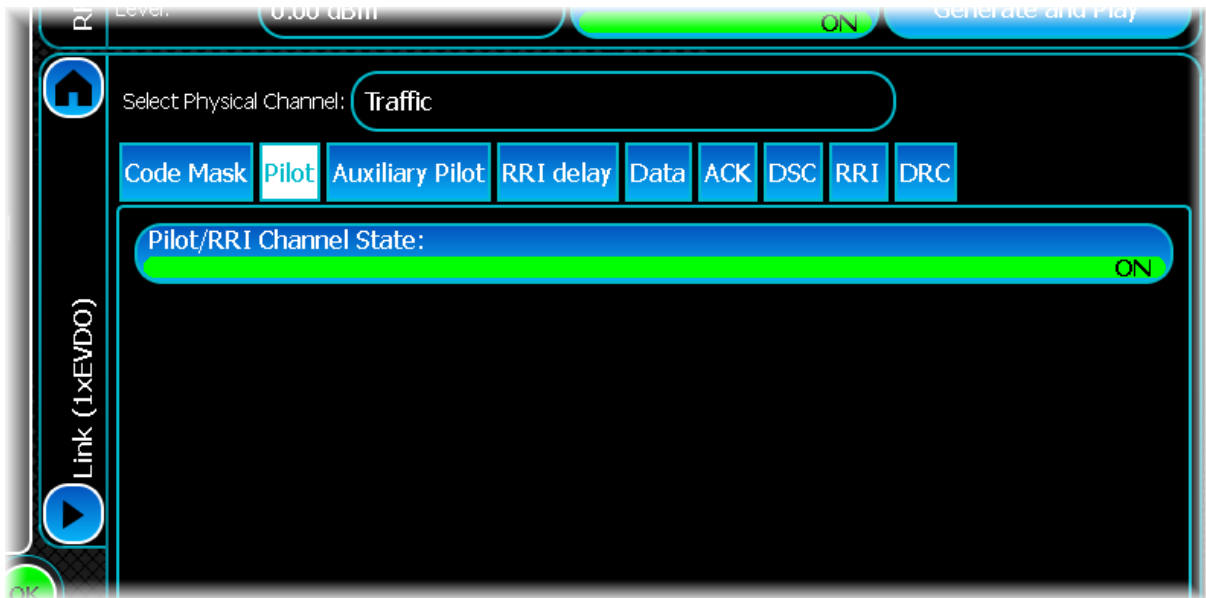 RF
Level:
0.00 dBm
ON
Generate and Play
Select Physical Channel: Traffic
Code Mask Pilot Auxiliary Pilot RRI delay Data ACK DSC RRI DRC
Pilot/RRI Channel State:
ON
Link (1xEVDO)
OK